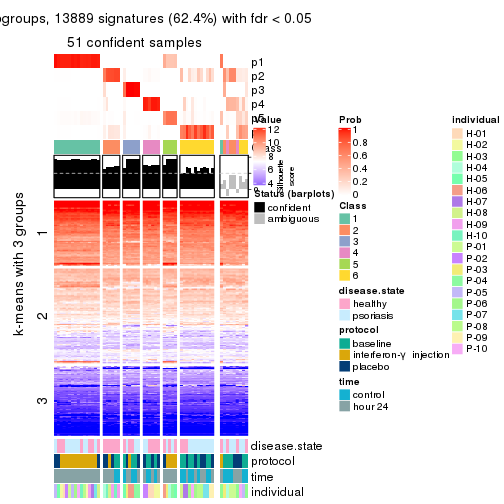 ogroups, 13889 signatures (62.4%) with fdr < 0.05
51 confident samples
p1
p2
p3
p4
k-means with 3 groups
1
2
3
Value
12
10
8
6
4
Silhouette
score
Status (barplots)
confident
ambiguous
disease.state
protocol
time
individual
Prob
1
0.8
0.6
0.4
0.2
0
Class
1
2
3
4
5
6
disease.state
healthy
psoriasis
protocol
baseline
interferon-γ injection
placebo
time
control
hour 24
individual
H-01
H-02
H-03
H-04
H-05
H-06
H-07
H-08
H-09
H-10
P-01
P-02
P-03
P-04
P-05
P-06
P-07
P-08
P-09
P-10